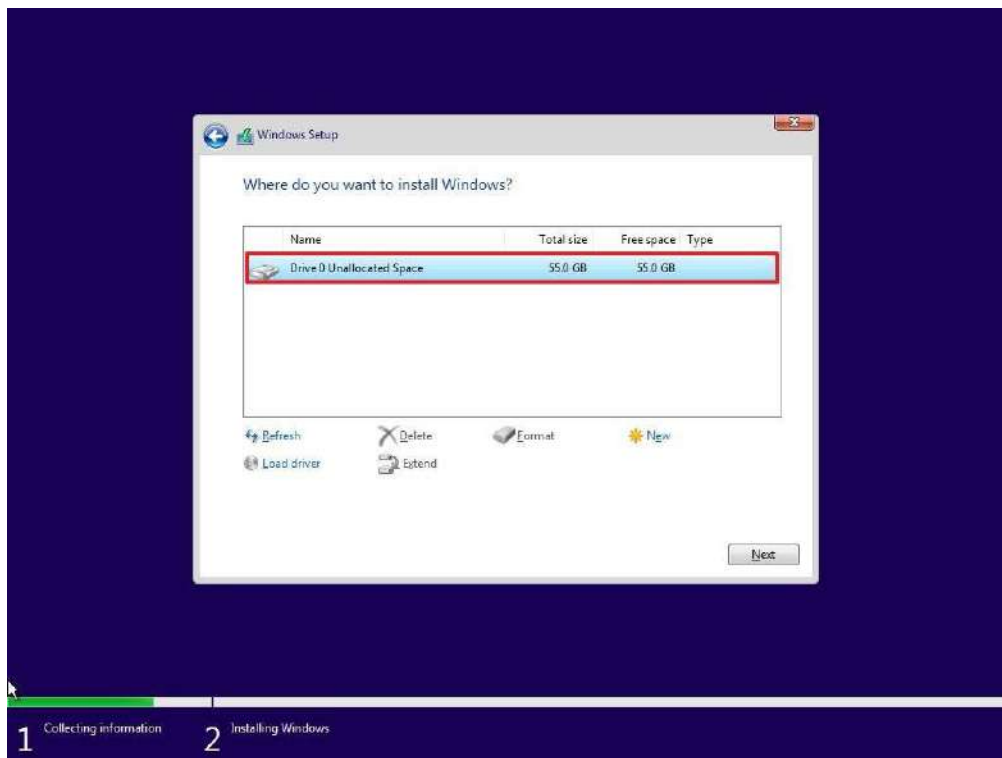 Windows Setup
Where do you want to install Windows?
Name Total size Free space Type
Drive 0 Unallocated Space 55.0 GB 55.0 GB
Refresh Delete Format New
Load driver Extend
Next
1 Collecting information 2 Installing Windows